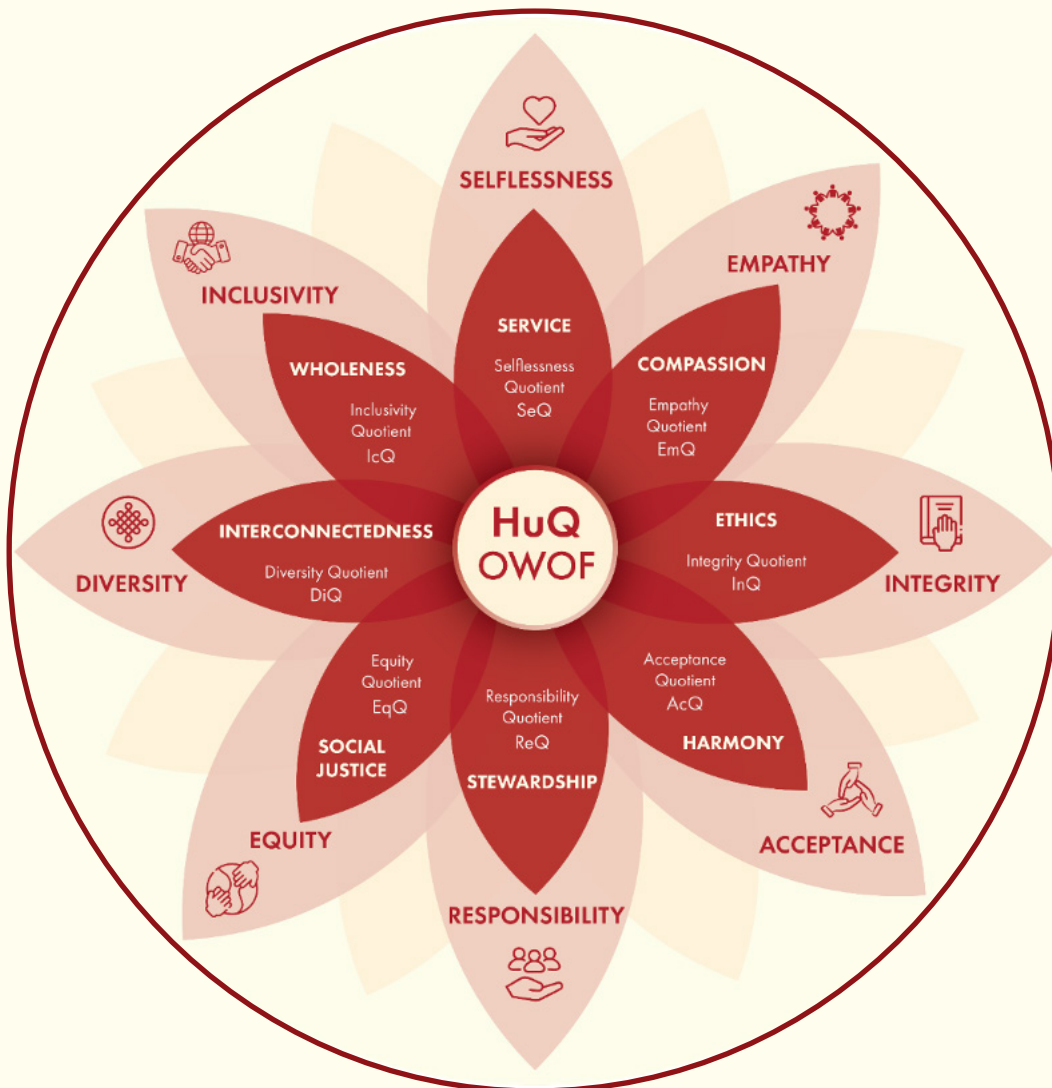 SELFLESSNESS
SERVICE
Selflessness
Quotient
SeQ
EMPATHY
COMPASSION
Empathy
Quotient
EmQ
INTEGRITY
ETHICS
Integrity Quotient
InQ
ACCEPTANCE
Acceptance
Quotient
AcQ
HARMONY
RESPONSIBILITY
Responsibility
Quotient
ReQ
STEWARDSHIP
EQUITY
Equity
Quotient
EqQ
SOCIAL
JUSTICE
DIVERSITY
INTERCONNECTEDNESS
Diversity Quotient
DiQ
INCLUSIVITY
WHOLENESS
Inclusivity
Quotient
IcQ
HuQ
OWOF